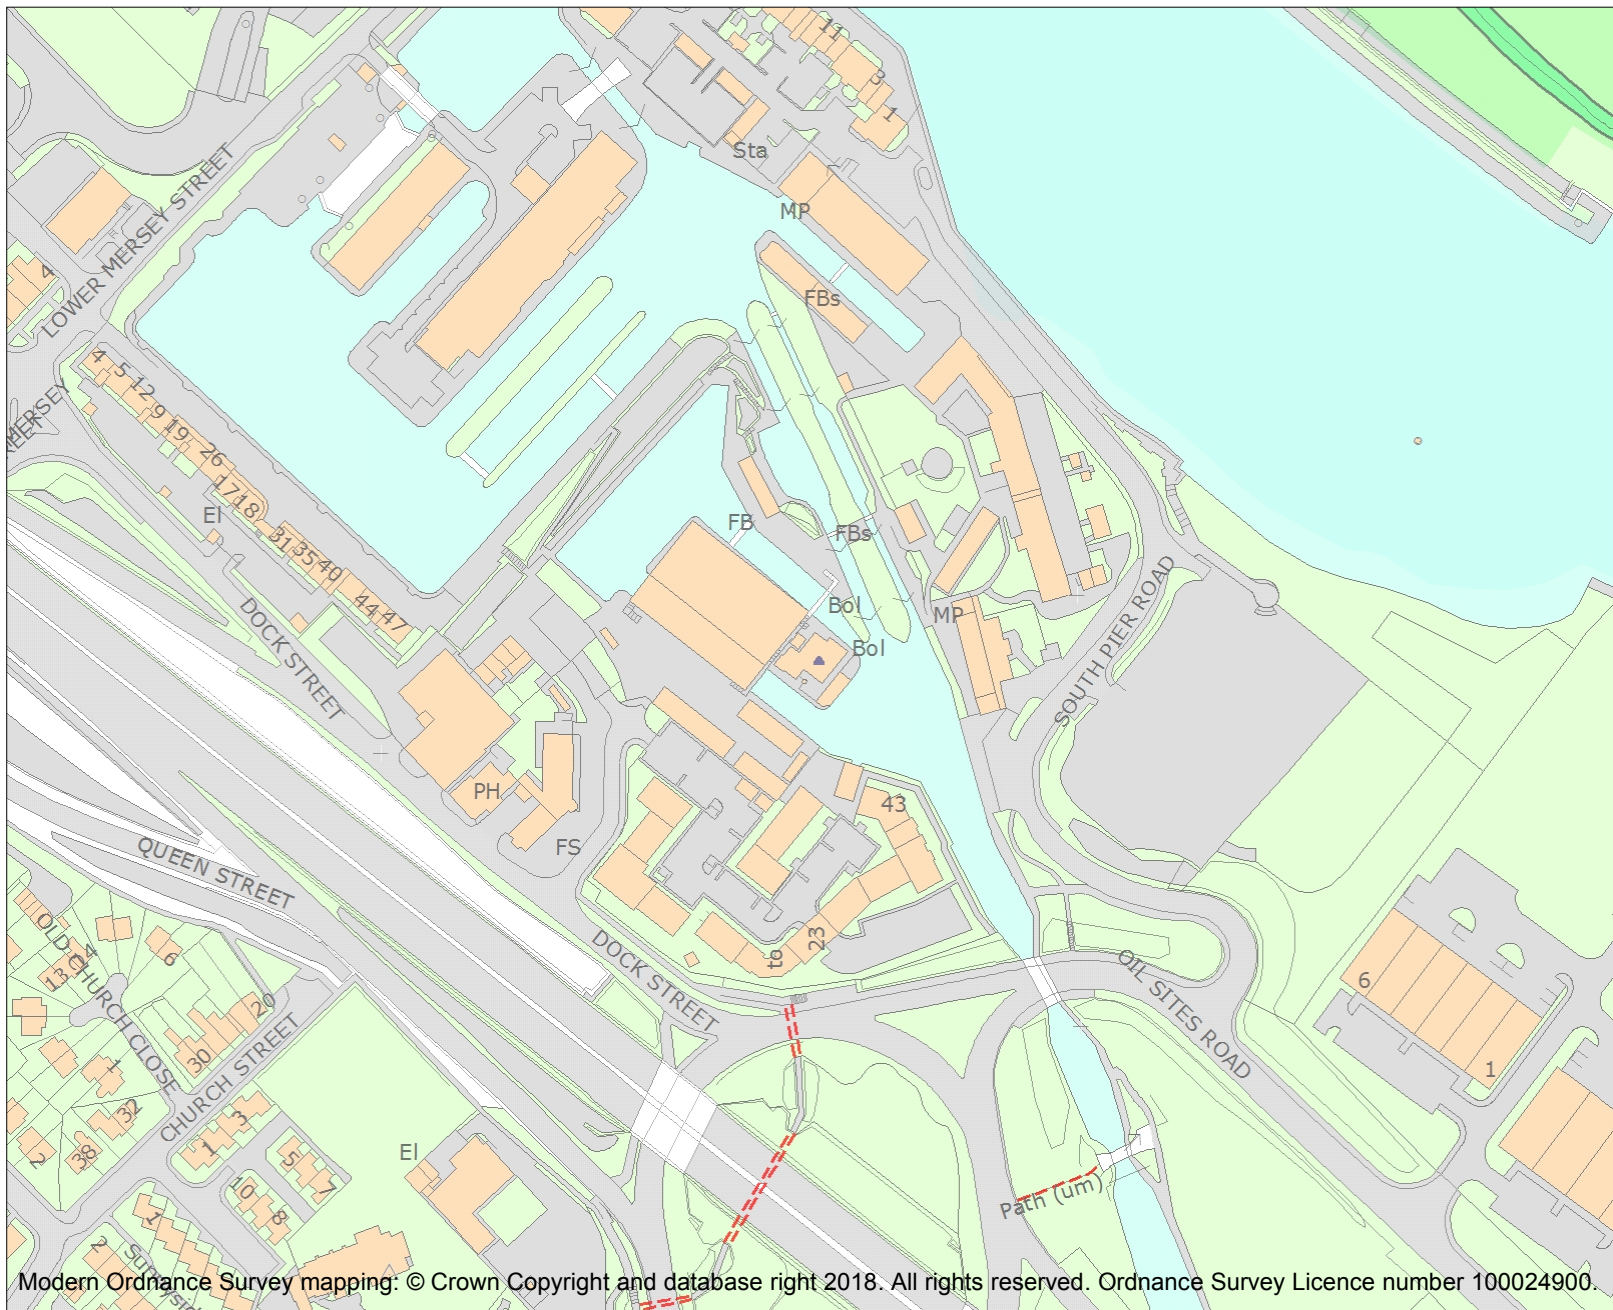 11
3
1
Sta
MP
LOWER MERSEY STREET
4
FBs
4
5
12
9
19
26
17
18
El
31
35
40
44
47
FB
FBs
Bol
Bol
MP
DOCK STREET
SOUTH PIER ROAD
PH
FS
43
QUEEN STREET
OLD CHURCH CLOSE
14
13
6
20
30
1
32
38
2
CHURCH STREET
DOCK STREET
23
to
OIL SITES ROAD
6
1
3
1
5
7
10
8
El
Path (um)
1
2
Modern Ordnance Survey mapping: © Crown Copyright and database right 2018. All rights reserved. Ordnance Survey Licence number 100024900.